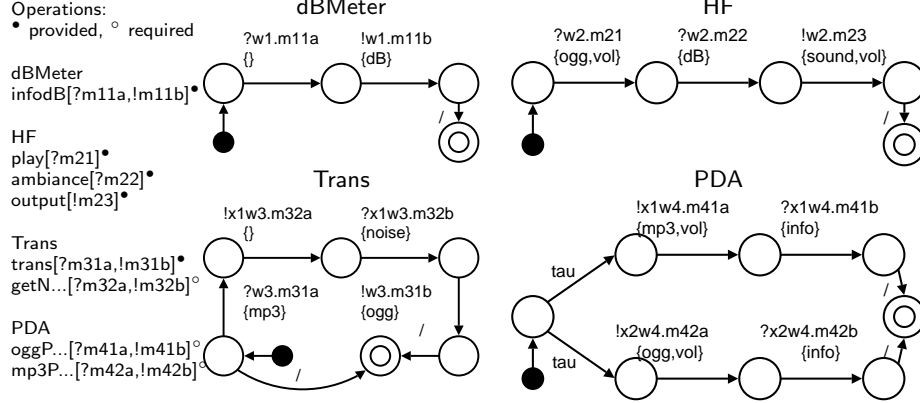 Operations:
• provided, ° required
dBMeter
infodB[?m11a,!m11b]•
HF
play[?m21]•
ambiance[?m22]•
output[!m23]•
Trans
trans[?m31a,!m31b]•
getN...[?m32a,!m32b]°
PDA
oggP...[?m41a,!m41b]°
mp3P...[?m42a,!m42b]°
dBMeter
?w1.m11a
{}
!w1.m11b
{dB}
/
HF
?w2.m21
{ogg,vol}
?w2.m22
{dB}
!w2.m23
{sound,vol}
/
Trans
!x1w3.m32a
{}
?x1w3.m32b
{noise}
?w3.m31a
{mp3}
!w3.m31b
{ogg}
/
/
PDA
!x1w4.m41a
{mp3,vol}
?x1w4.m41b
{info}
tau
/
!x2w4.m42a
{ogg,vol}
?x2w4.m42b
{info}
tau
/